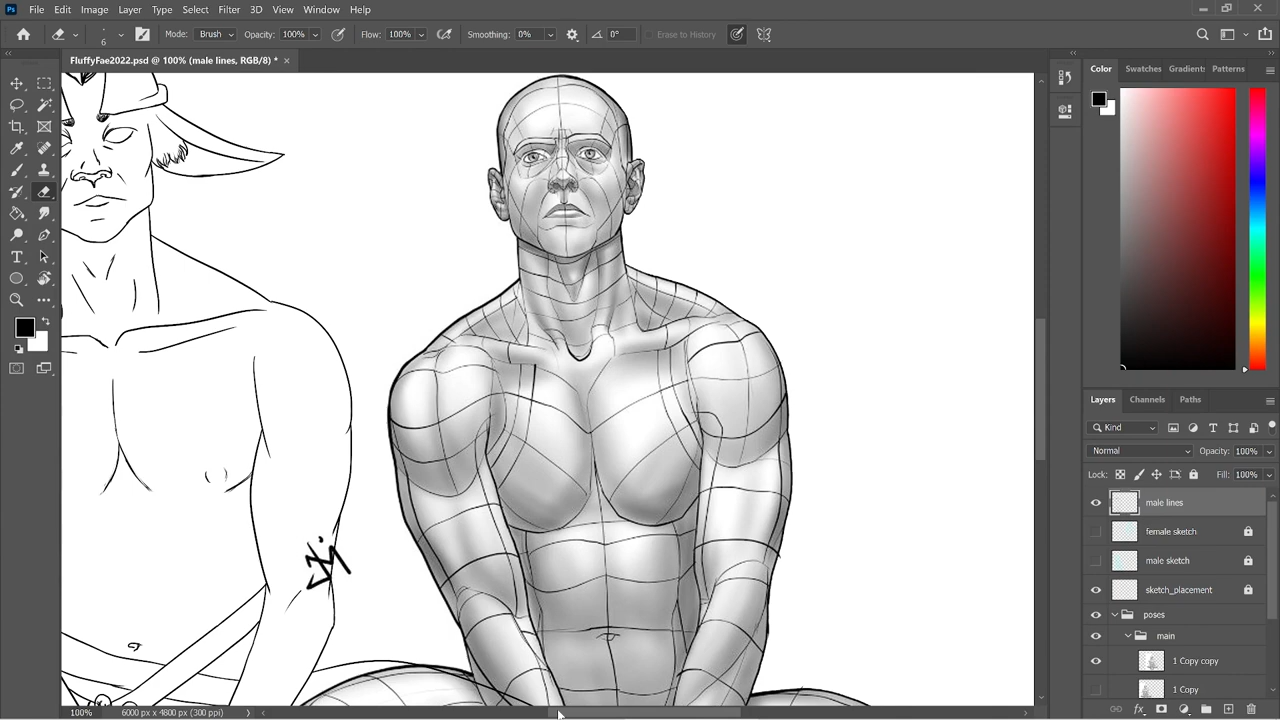 Ps File Edit Image Layer Type Select Filter 3D View Window Help
6 Mode: Brush Opacity: 100% Flow: 100% Smoothing: 0% 0° Erase to History
FluffyFae2022.psd @ 100% (male lines, RGB/8) * ×
Color Swatches Gradient: Patterns
Layers Channels Paths
Kind
Normal Opacity: 100%
Lock: Fill: 100%
male lines
female sketch
male sketch
sketch_placement
poses
main
1 Copy copy
1 Copy
100% 6000 px x 4800 px (300 ppi)